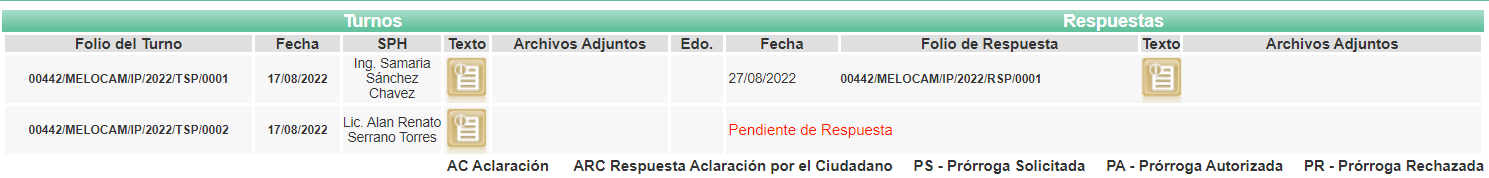 Turnos Respuestas
Folio del Turno Fecha SPH Texto Archivos Adjuntos Edo. Fecha Folio de Respuesta Texto Archivos Adjuntos
00442/MELOCAM/IP/2022/TSP/0001 17/08/2022 Ing. Samaria 27/08/2022 00442/MELOCAM/IP/2022/RSP/0001
Sánchez
Chavez
00442/MELOCAM/IP/2022/TSP/0002 17/08/2022 Lic. Alan Renato Pendiente de Respuesta
Serrano Torres
AC Aclaración ARC Respuesta Aclaración por el Ciudadano PS - Prórroga Solicitada PA - Prórroga Autorizada PR - Prórroga Rechazada